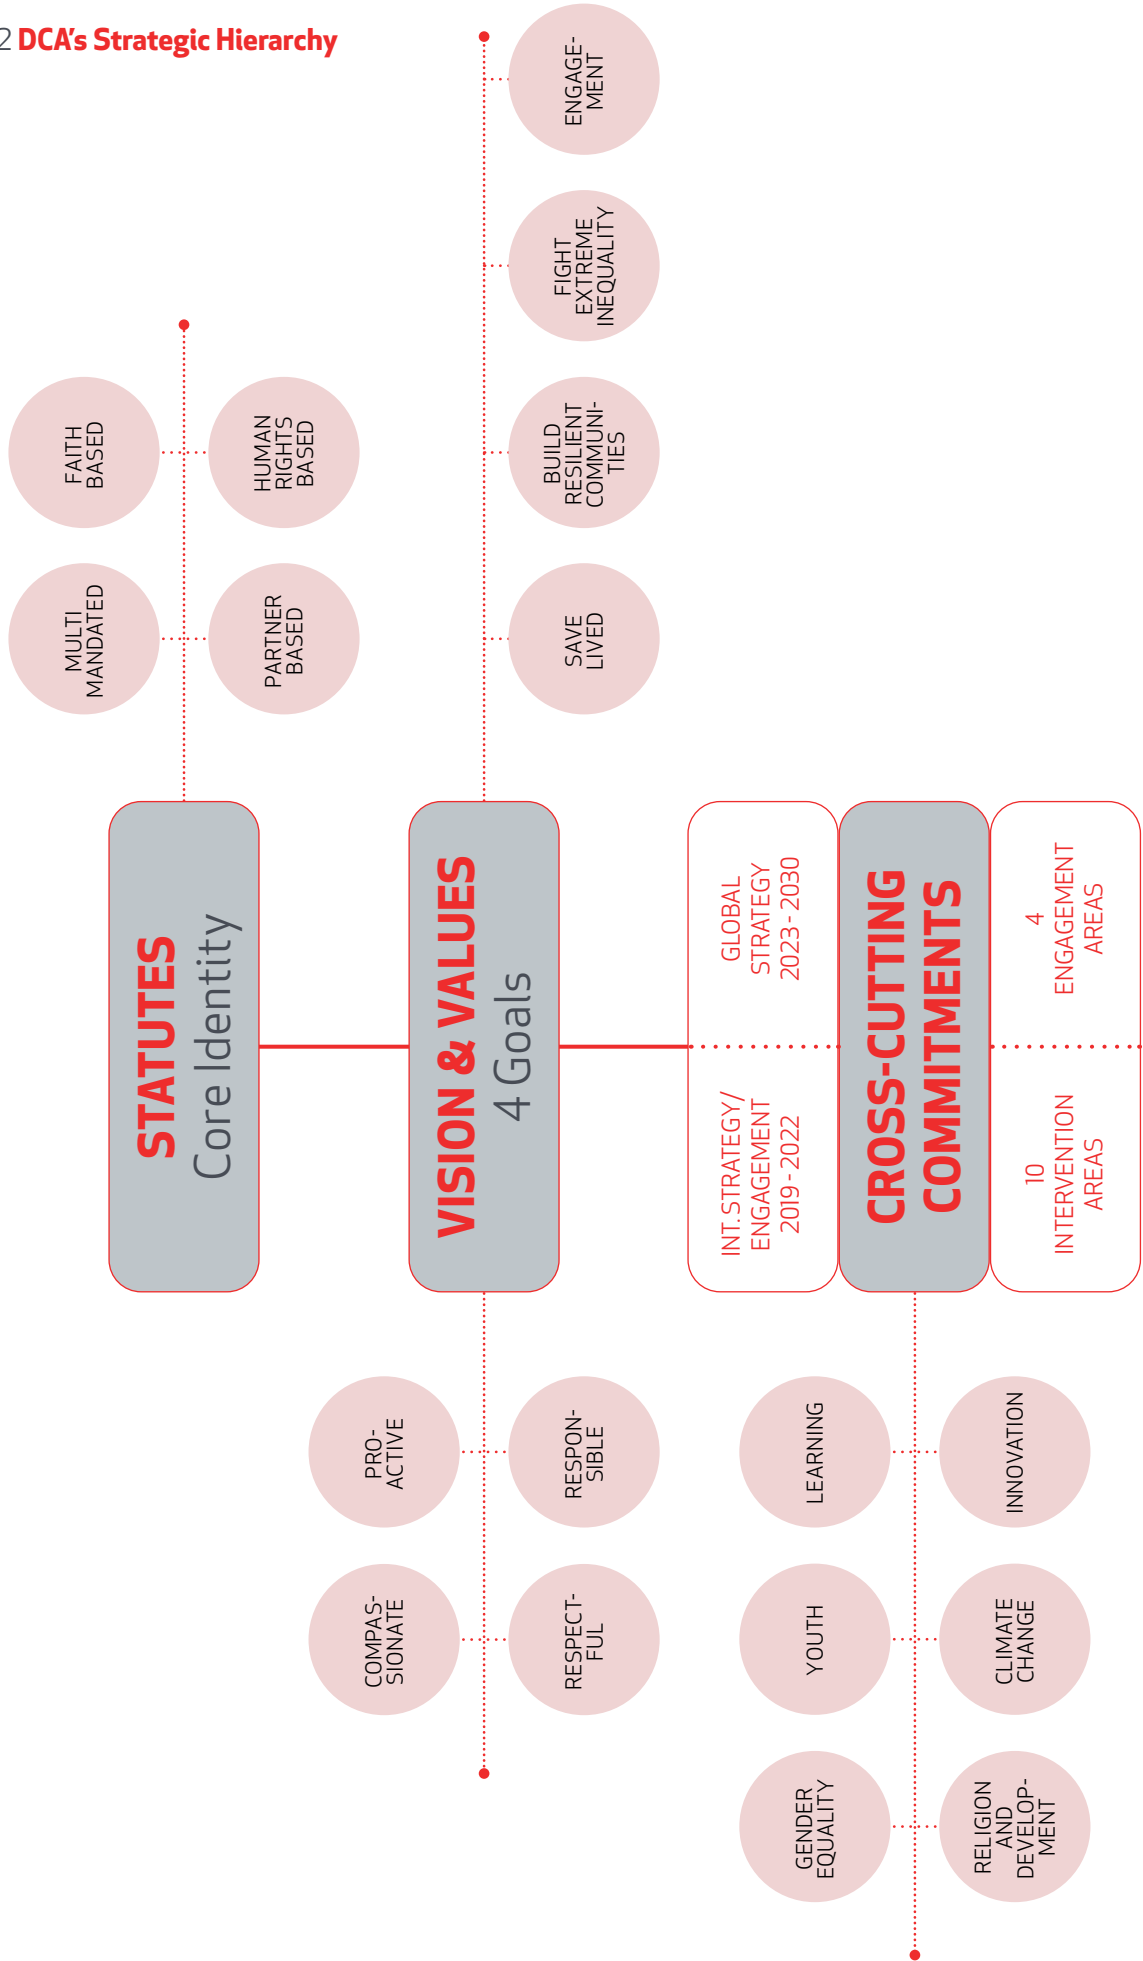 2 DCA's Strategic Hierarchy
STATUTES
Core Identity
MULTI
MANDATED
FAITH
BASED
PARTNER
BASED
HUMAN
RIGHTS
BASED
VISION & VALUES
4 Goals
COMPAS-
SIONATE
PRO-
ACTIVE
RESPECT-
FUL
RESPON-
SIBLE
SAVE
LIVED
BUILD
RESILIENT
COMMUNI-
TIES
FIGHT
EXTREME
INEQUALITY
ENGAGE-
MENT
INT. STRATEGY/
ENGAGEMENT
2019 - 2022
GLOBAL
STRATEGY
2023 - 2030
CROSS-CUTTING
COMMITMENTS
GENDER
EQUALITY
YOUTH
LEARNING
RELIGION
AND
DEVELOP-
MENT
CLIMATE
CHANGE
INNOVATION
10
INTERVENTION
AREAS
4
ENGAGEMENT
AREAS